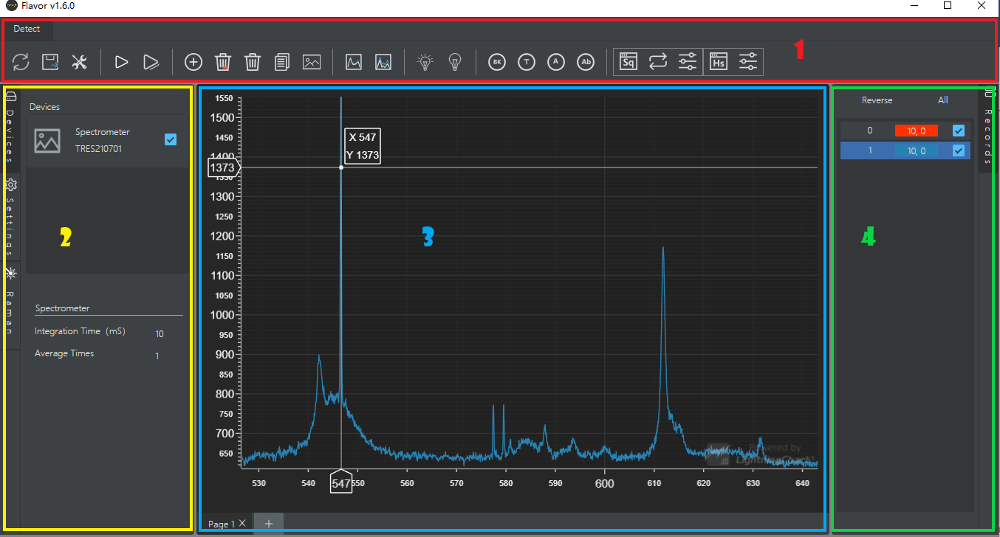 Flavor v1.6.0
Detect
1
BK T A Ab Sq Hs
Devices
Settings
Raman
Devices
Spectrometer
TRES210701
2
Spectrometer
Integration Time (mS) 10
Average Times 1
1550
1500
1450
1400
1373
1350
1300
1250
1200
1150
1100
1050
1000
950
900
850
800
750
700
650
X 547
Y 1373
3
530 540 547 550 560 570 580 590 600 610 620 630 640
Powered by
LightningChart®
JS
Page 1 X +
Reverse All
0 10, 0
1 10, 0
4
Records